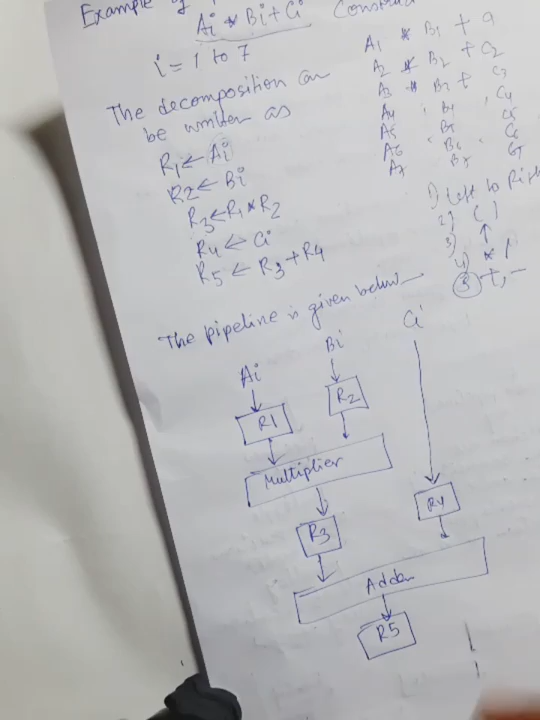 Example of
Ai * Bi + Ci Construct
i = 1 to 7
The decomposition can
be written as
R1 ← Ai
R2 ← Bi
R3 ← R1 * R2
R4 ← Ci
R5 ← R3 + R4
A1 * B1 + 9
A2 * B2 + C2
A3 * B3 + C3
A4 B4 C4
A5 B5 C5
A6 B6 C6
A7 B7 C7
1) Left to Right
2) ( )
3) ↑
4) * /
5 +, -
The pipeline is given below
Ai Bi Ci
R1 R2
Multiplier
R3 R4
Adder
R5